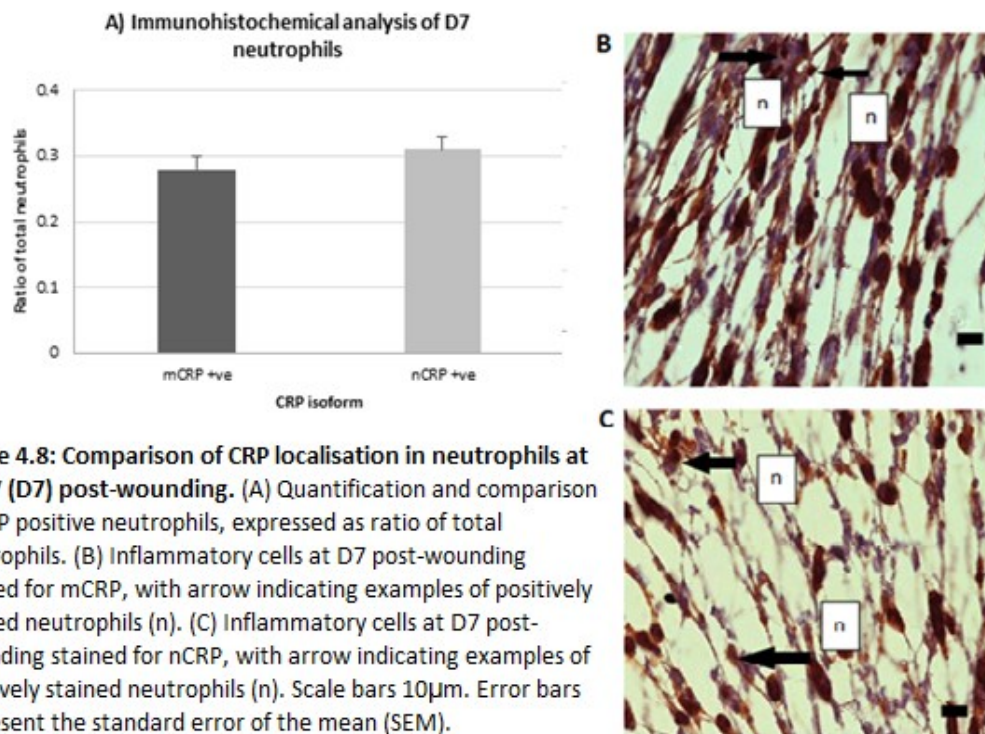 A) Immunohistochemical analysis of D7
neutrophils
Ratio of total neutrophils
0.4
0.3
0.2
0.1
0
mCRP +ve
nCRP +ve
CRP isoform
B
n
n
C
n
n
e 4.8: Comparison of CRP localisation in neutrophils at
(D7) post-wounding. (A) Quantification and comparison
P positive neutrophils, expressed as ratio of total
rophils. (B) Inflammatory cells at D7 post-wounding
ed for mCRP, with arrow indicating examples of positively
ed neutrophils (n). (C) Inflammatory cells at D7 post-
ding stained for nCRP, with arrow indicating examples of
vely stained neutrophils (n). Scale bars 10µm. Error bars
esent the standard error of the mean (SEM).